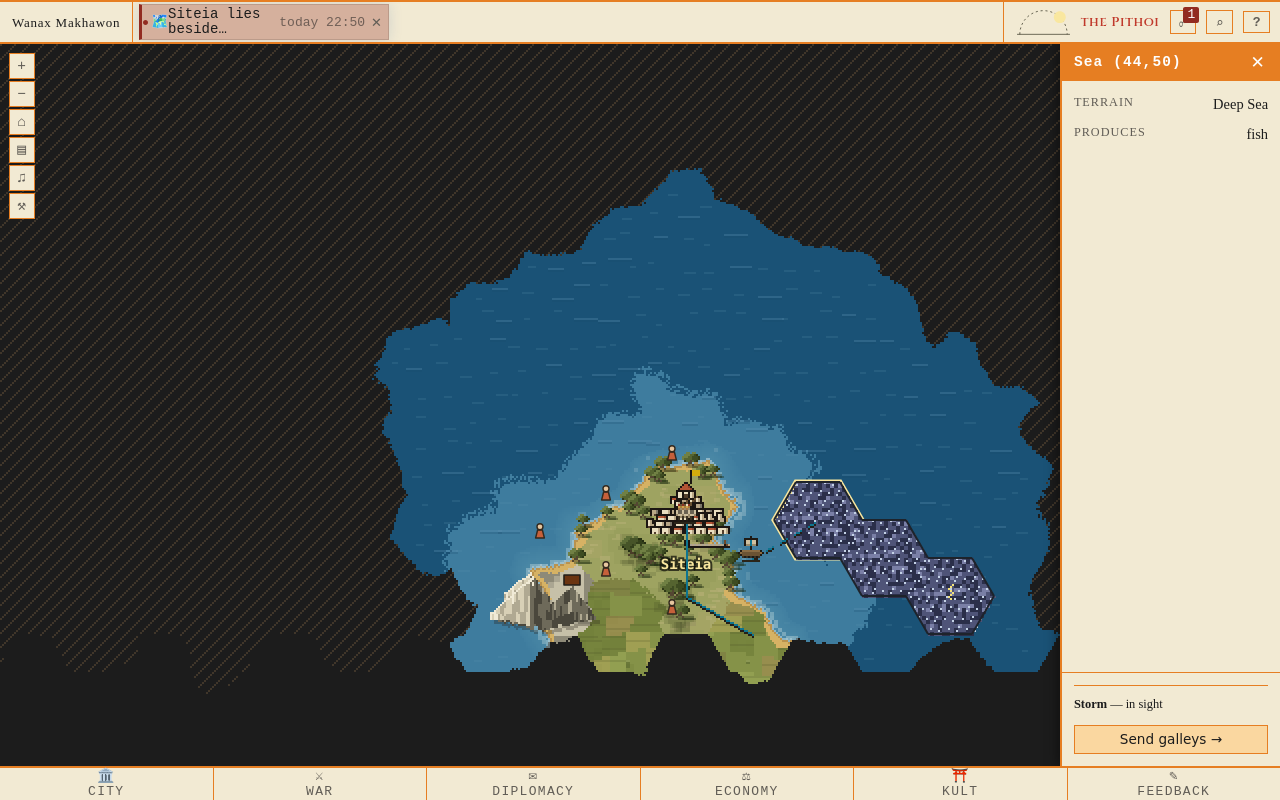 Wanax Makhawon
Siteia lies beside…
today 22:50 ✕
THE PITHOI
1
?
Sea (44,50) ✕
TERRAIN Deep Sea
PRODUCES fish
+
−
Siteia
Storm — in sight
Send galleys →
CITY
WAR
DIPLOMACY
ECONOMY
KULT
FEEDBACK